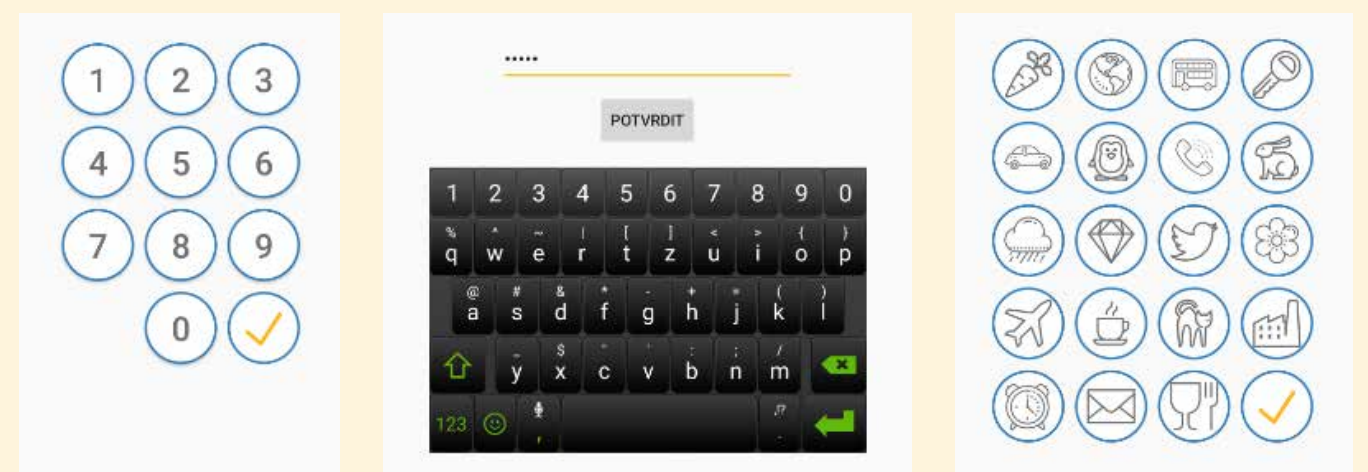 1 2 3
4 5 6
7 8 9
0
•••••
POTVRDIT
1 2 3 4 5 6 7 8 9 0
% ^ ~ | [ ] < > { }
q w e r t z u i o p
@ # & * - + = ( )
a s d f g h j k l
_ $ " ' : ; /
y x c v b n m
123 , .!?